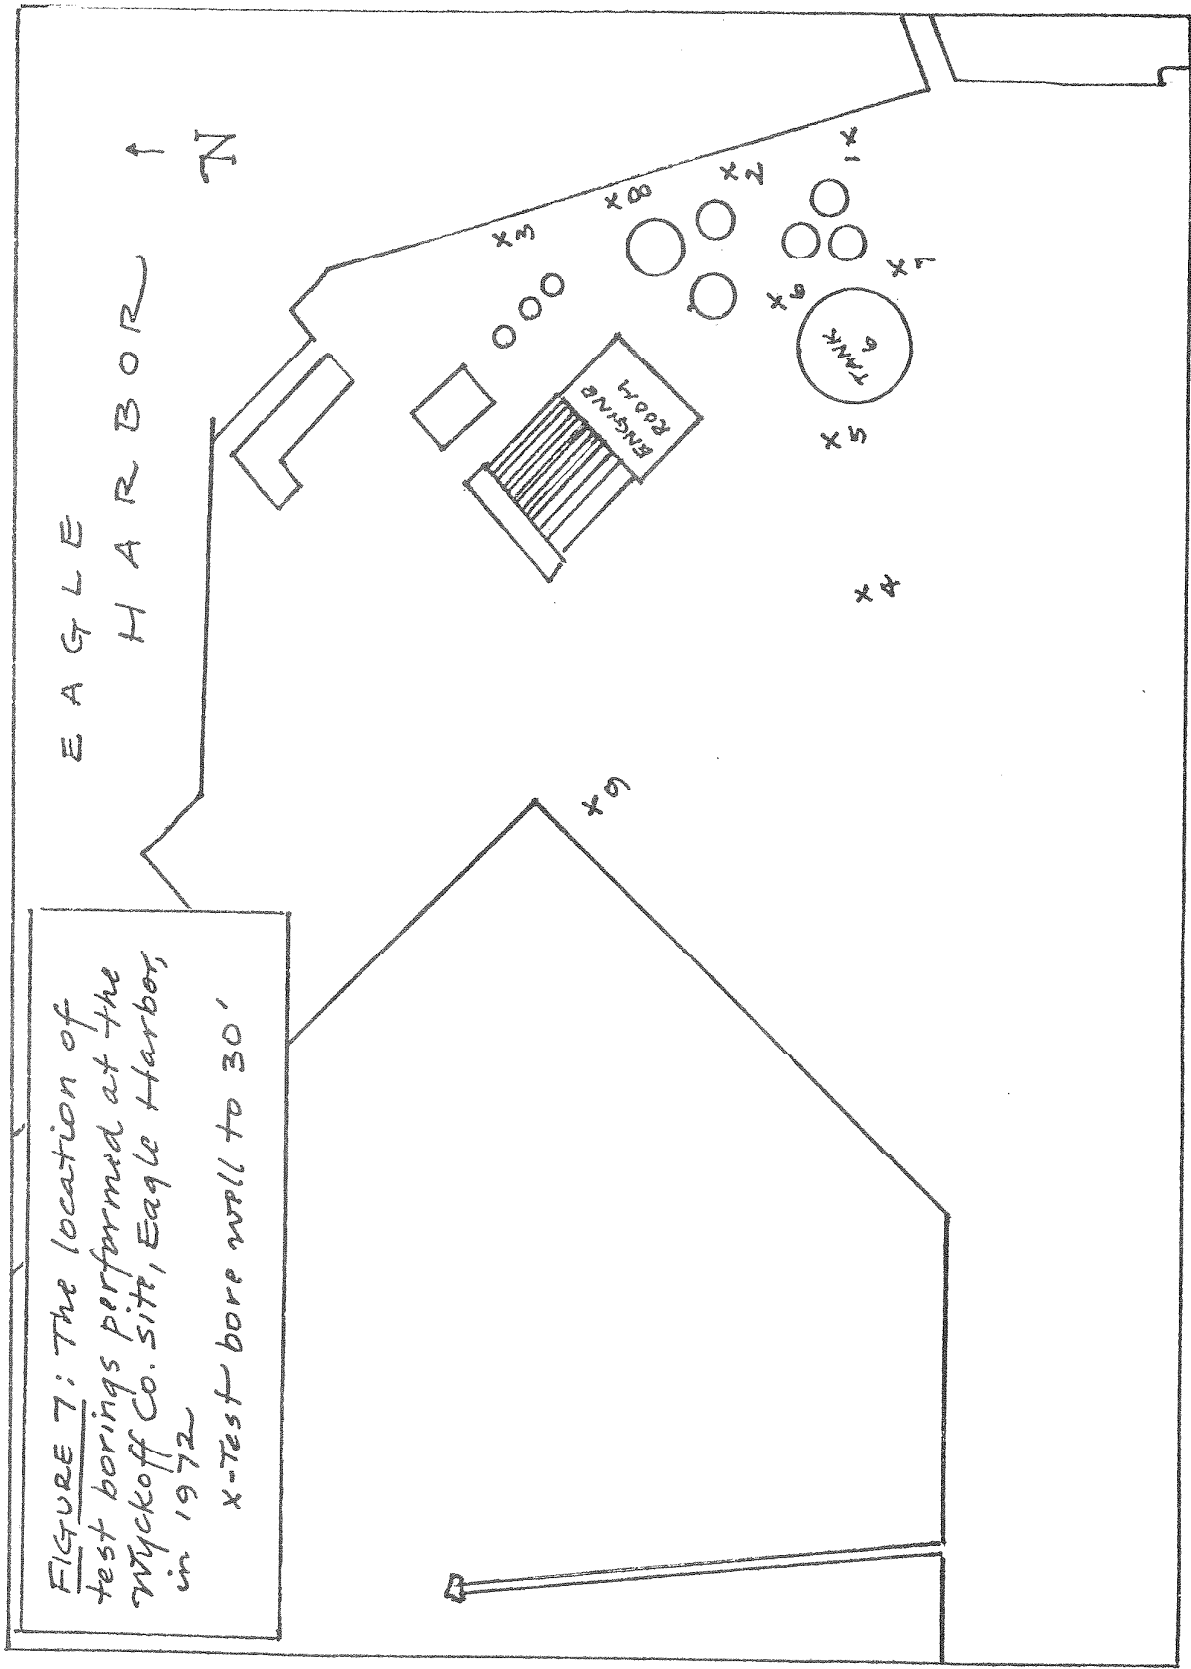 FIGURE 7: The location of
test borings performed at the
Wyckoff Co. site, Eagle Harbor,
in 1972
x-Test bore well to 30'
EAGLE
HARBOR
N
x 9
x 4
x 5
TANK
6
x 6
x 7
x 1
x 2
x 8
x 3
ENGINE
ROOM